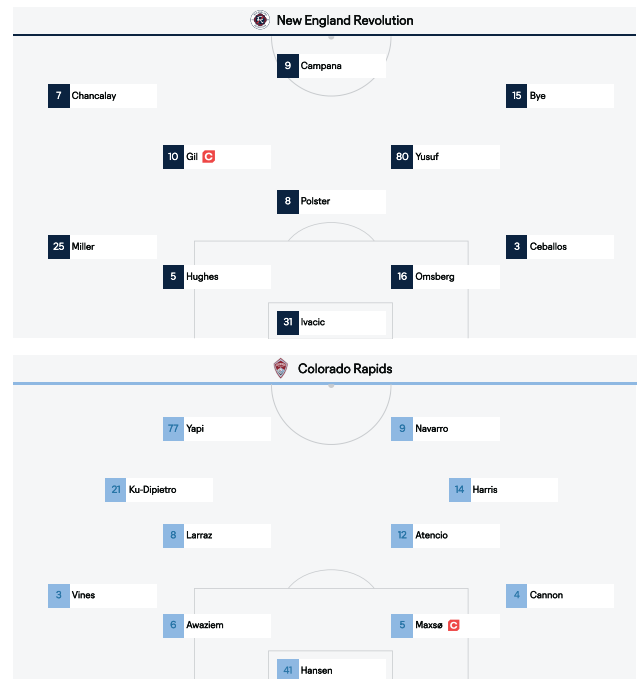 New England Revolution
9 Campana
7 Chancalay
15 Bye
10 Gil C
80 Yusuf
8 Polster
25 Miller
3 Ceballos
5 Hughes
16 Omsberg
31 Ivacic
Colorado Rapids
77 Yapi
9 Navarro
21 Ku-Dipietro
14 Harris
8 Larraz
12 Atencio
3 Vines
4 Cannon
6 Awaziem
5 Maxsø C
41 Hansen